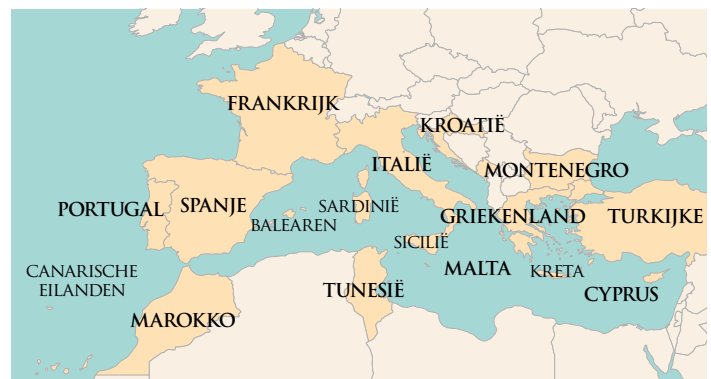 FRANKRIJK
KROATIË
ITALIË
MONTENEGRO
PORTUGAL
SPANJE
SARDINIË
BALEAREN
GRIEKENLAND
TURKIJKE
SICILIË
CANARISCHE
EILANDEN
MALTA
KRETA
TUNESIË
CYPRUS
MAROKKO